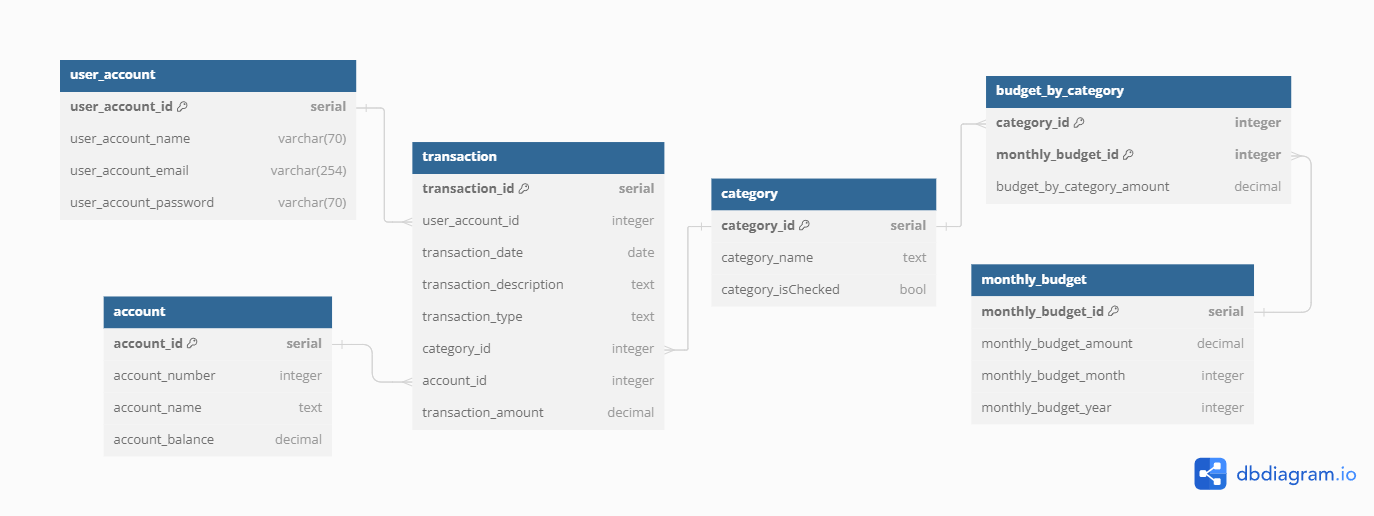 user_account
user_account_id serial
user_account_name varchar(70)
user_account_email varchar(254)
user_account_password varchar(70)
account
account_id serial
account_number integer
account_name text
account_balance decimal
transaction
transaction_id serial
user_account_id integer
transaction_date date
transaction_description text
transaction_type text
category_id integer
account_id integer
transaction_amount decimal
category
category_id serial
category_name text
category_isChecked bool
budget_by_category
category_id integer
monthly_budget_id integer
budget_by_category_amount decimal
monthly_budget
monthly_budget_id serial
monthly_budget_amount decimal
monthly_budget_month integer
monthly_budget_year integer
dbdiagram.io